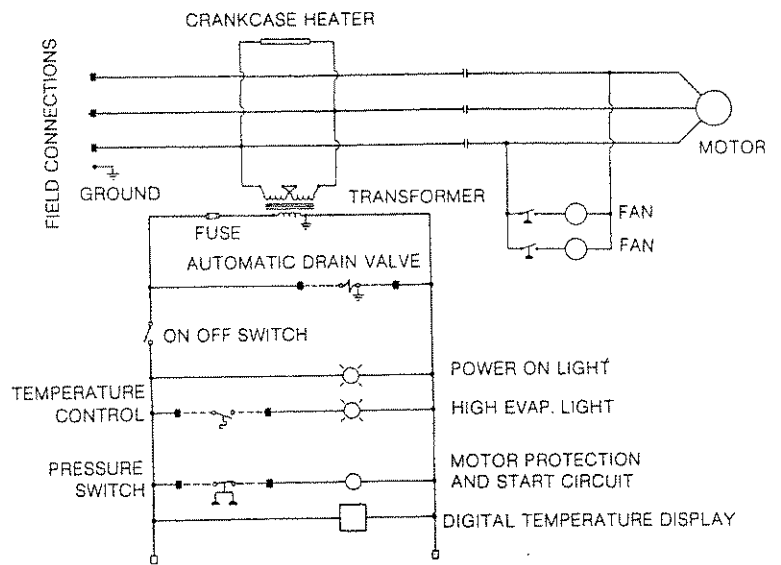 CRANKCASE HEATER
FIELD CONNECTIONS
MOTOR
GROUND
TRANSFORMER
FUSE
FAN
FAN
AUTOMATIC DRAIN VALVE
ON OFF SWITCH
POWER ON LIGHT
TEMPERATURE
CONTROL
HIGH EVAP. LIGHT
PRESSURE
SWITCH
MOTOR PROTECTION
AND START CIRCUIT
DIGITAL TEMPERATURE DISPLAY